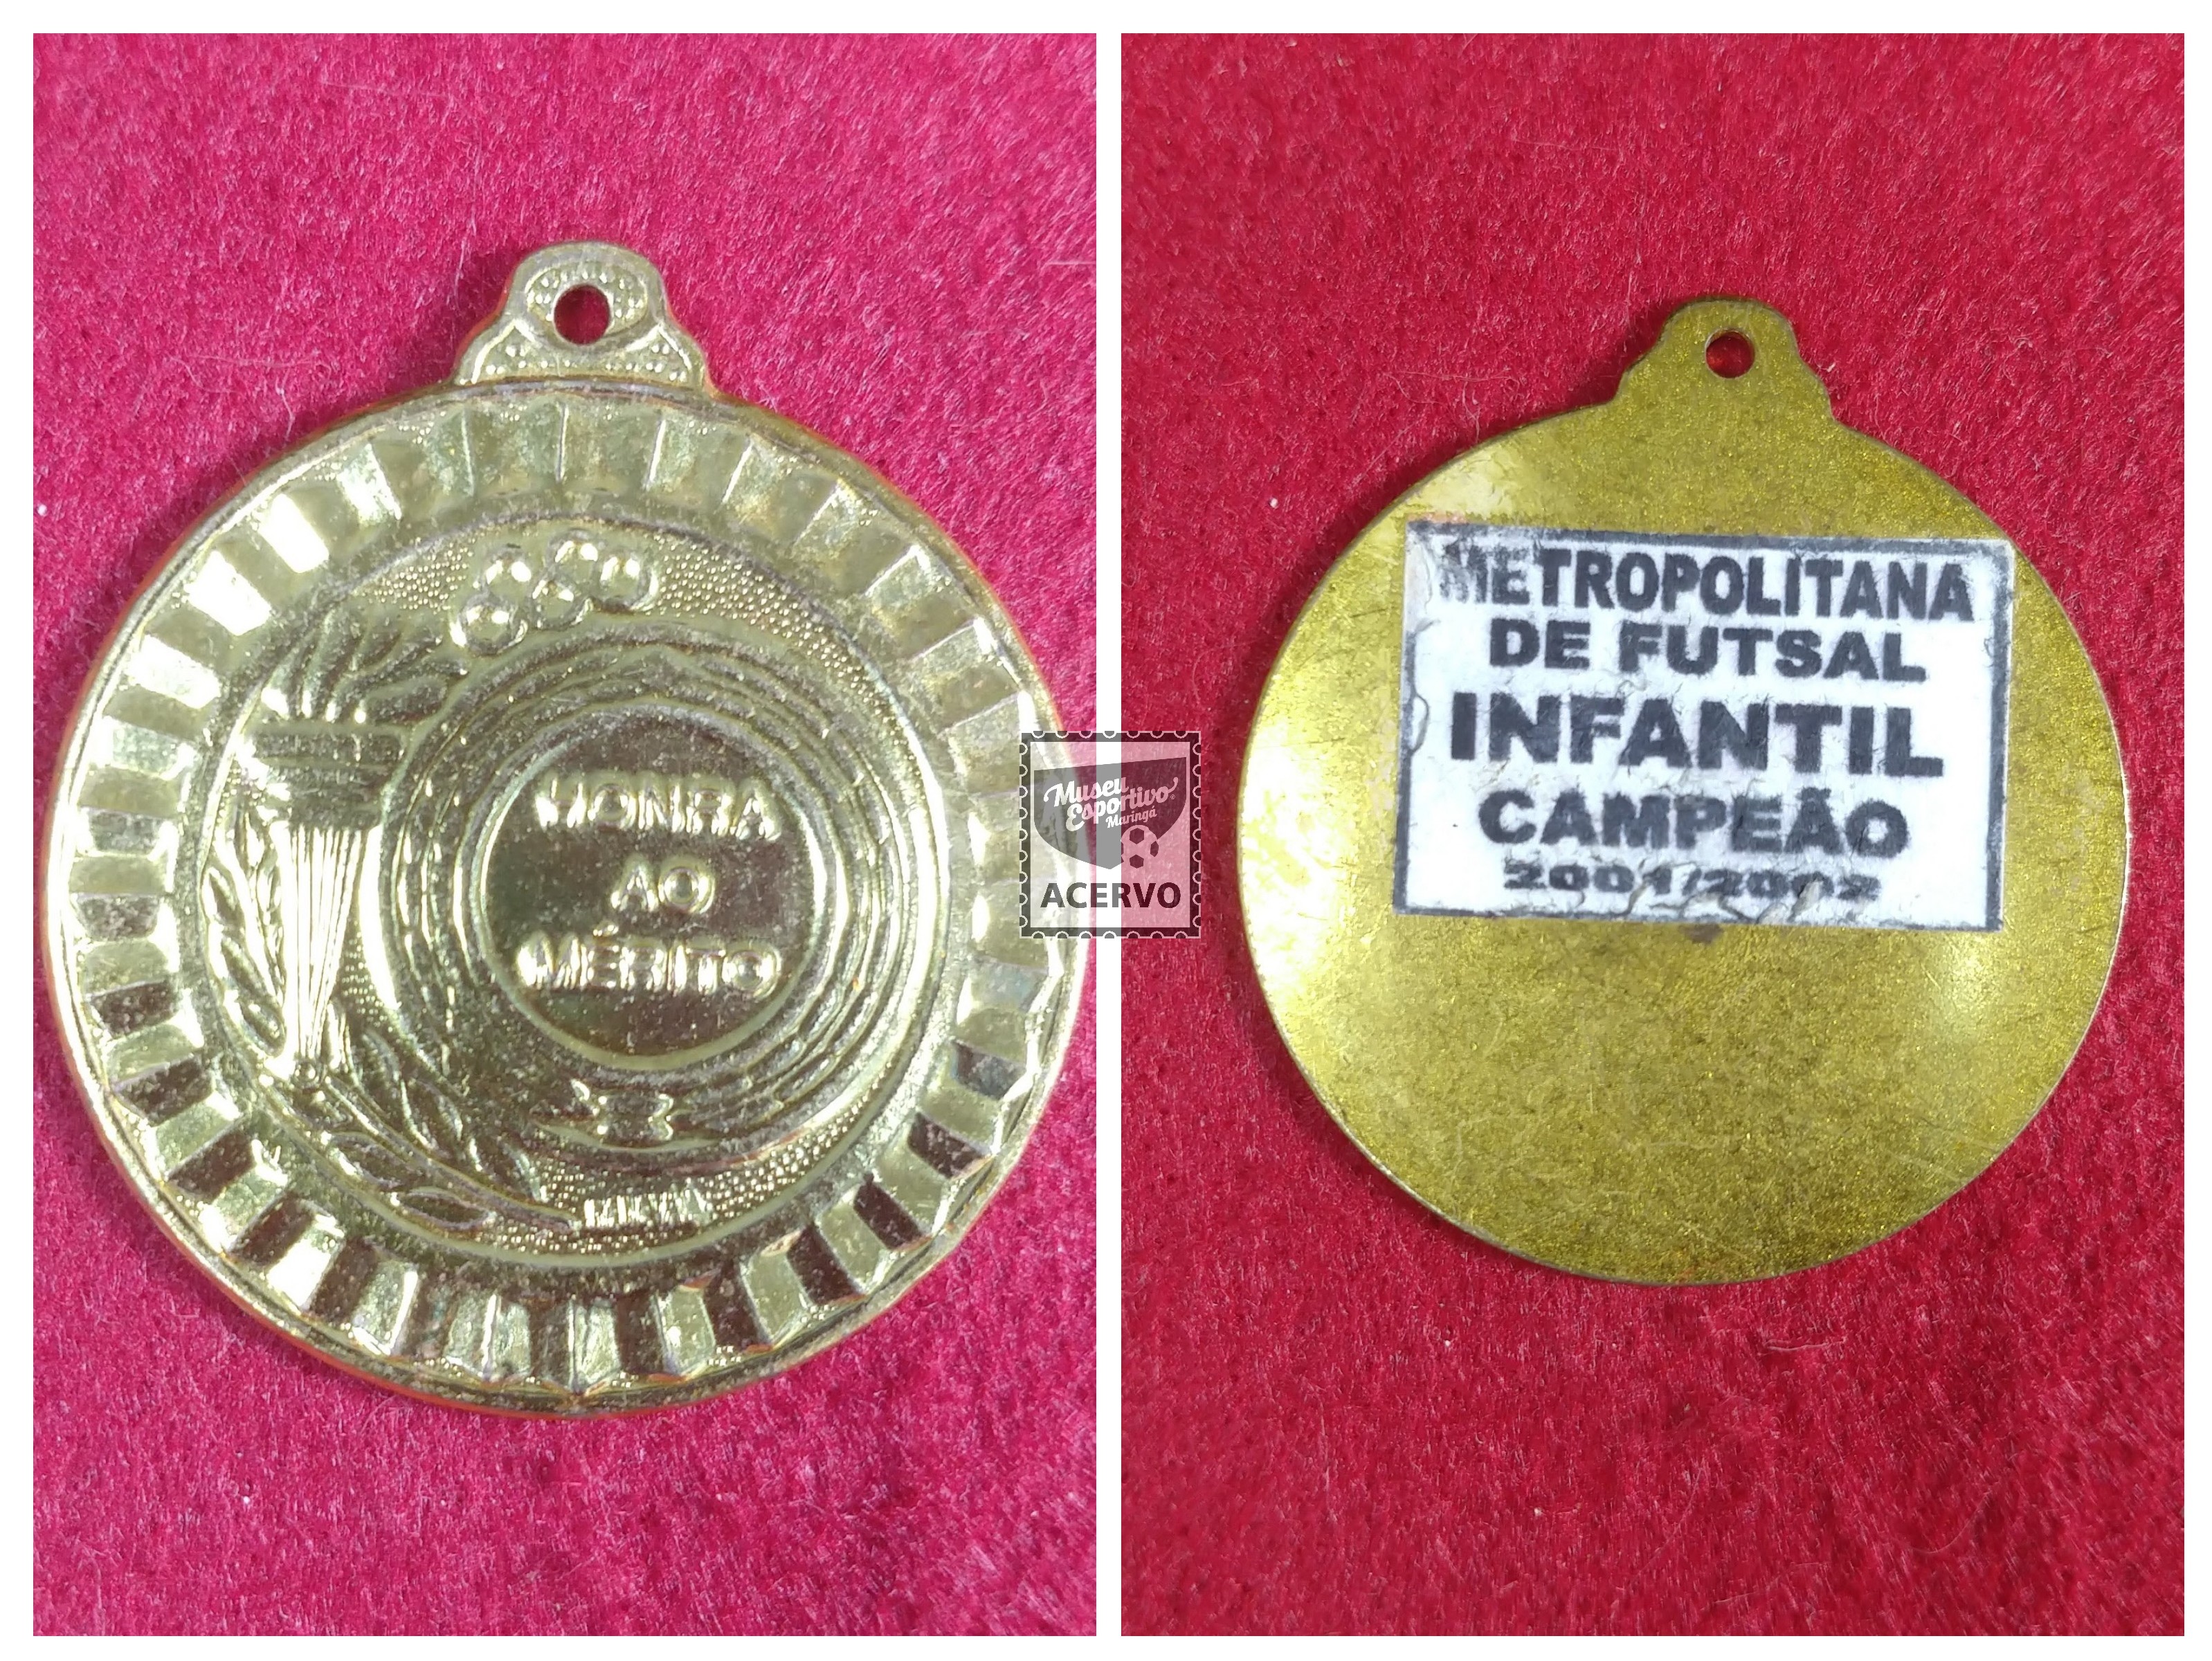 HONRA
AO
MÉRITO
Museu
Esportivo
Maringá
ACERVO
METROPOLITANA
DE FUTSAL
INFANTIL
CAMPEÃO
2001/2002